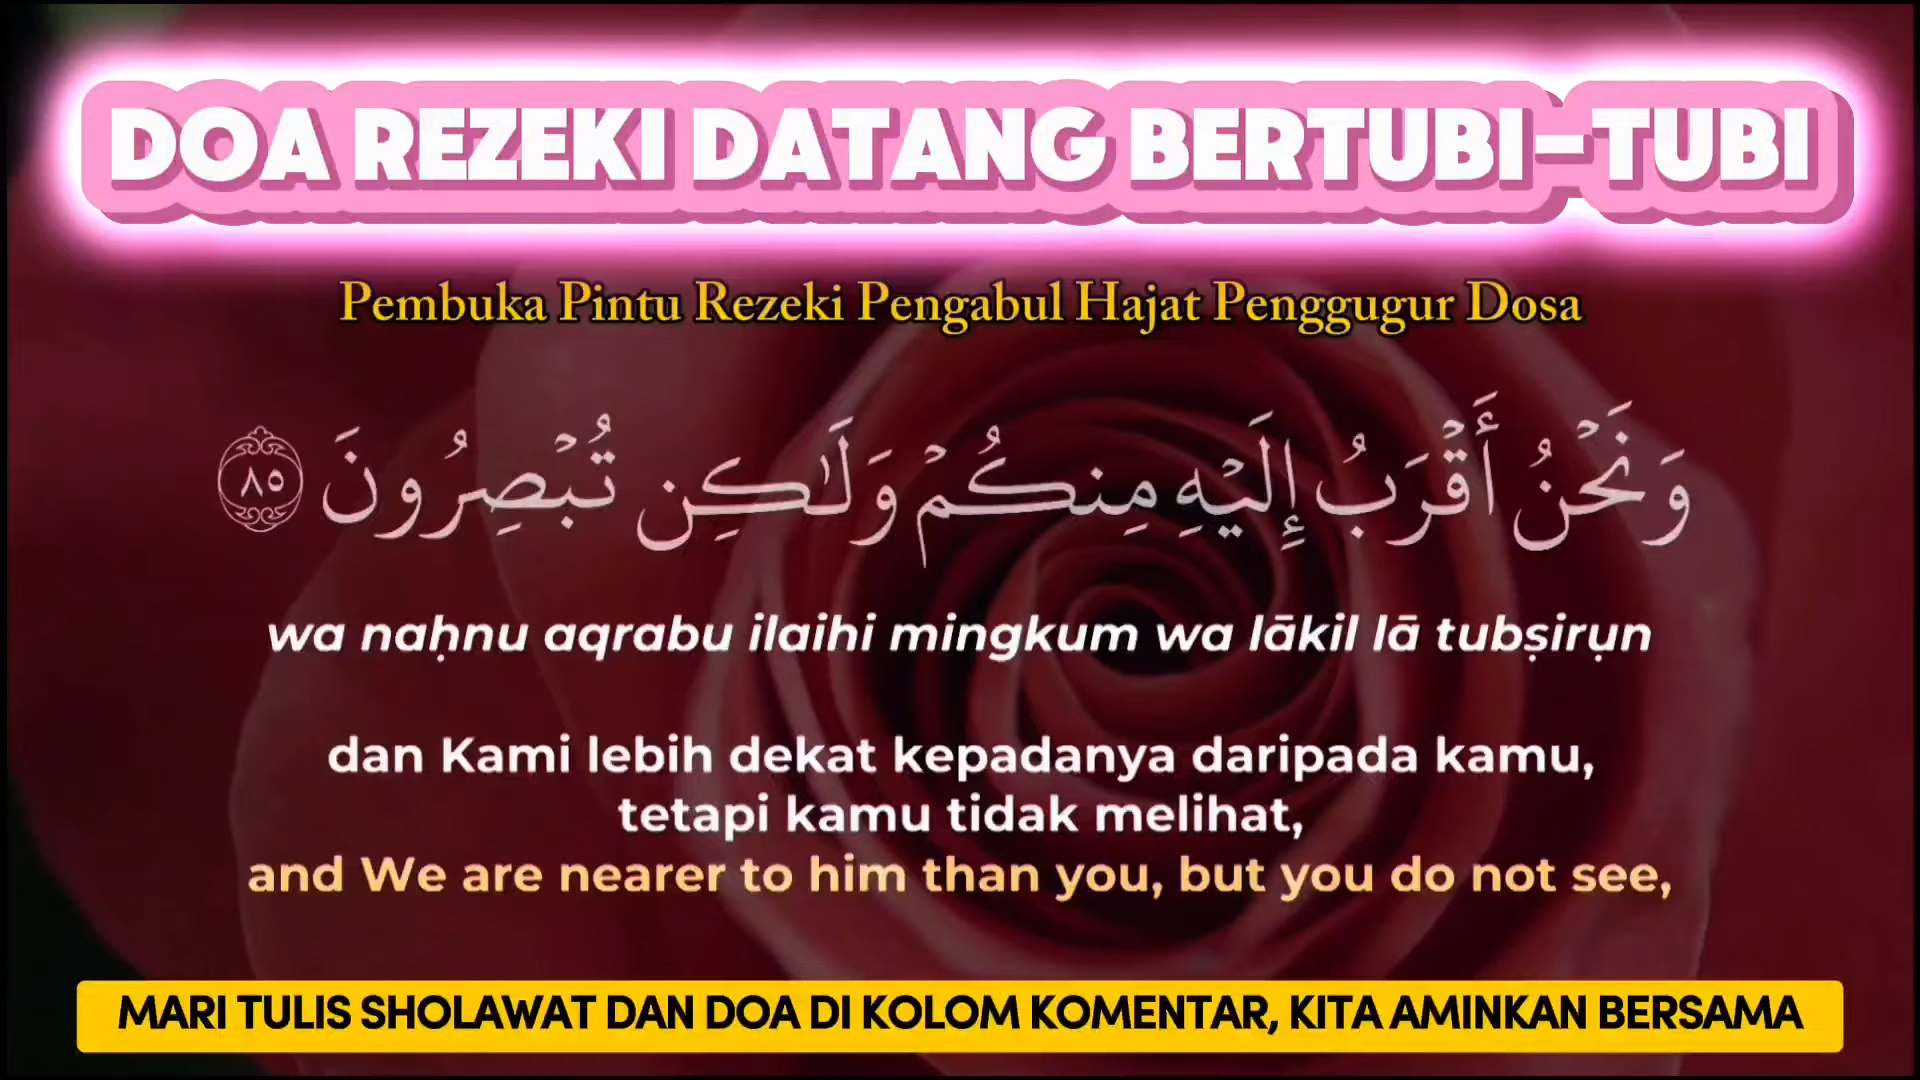 DOA REZEKI DATANG BERTUBI-TUBI
Pembuka Pintu Rezeki Pengabul Hajat Penggugur Dosa
وَنَحْنُ أَقْرَبُ إِلَيْهِ مِنكُمْ وَلَٰكِن تُبْصِرُونَ ٨٥
wa naḥnu aqrabu ilaihi mingkum wa lākil lā tubṣirụn
dan Kami lebih dekat kepadanya daripada kamu,
tetapi kamu tidak melihat,
and We are nearer to him than you, but you do not see,
MARI TULIS SHOLAWAT DAN DOA DI KOLOM KOMENTAR, KITA AMINKAN BERSAMA